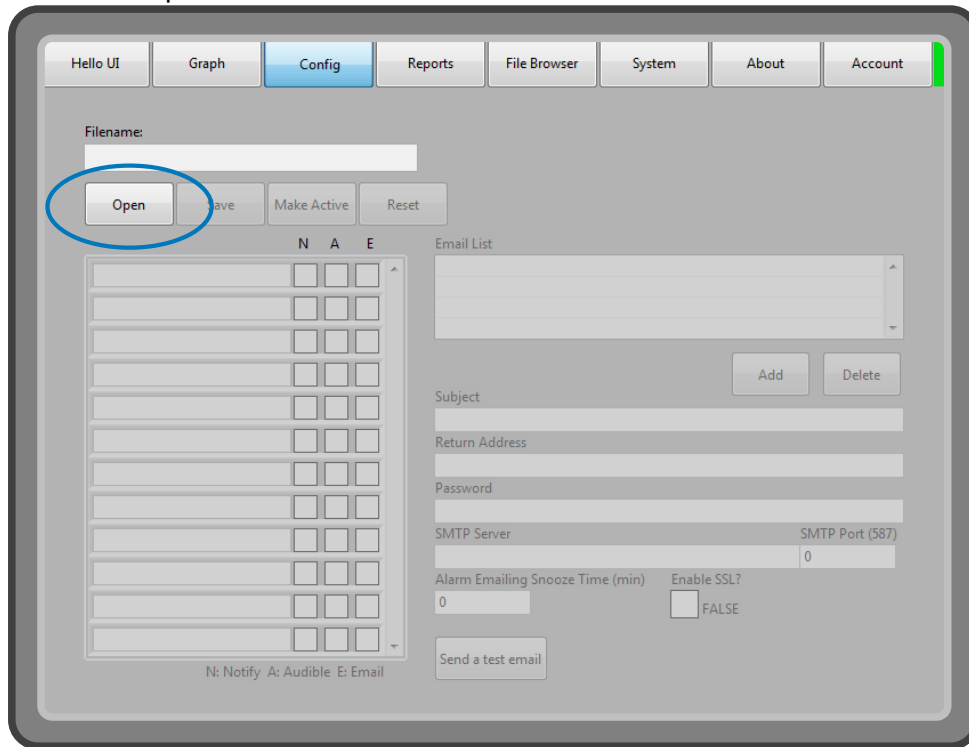 Hello UI Graph Config Reports File Browser System About Account
Filename:
Open Save Make Active Reset
N A E
Email List
Add Delete
Subject
Return Address
Password
SMTP Server SMTP Port (587)
0
Alarm Emailing Snooze Time (min) Enable SSL?
0 FALSE
Send a test email
N: Notify A: Audible E: Email